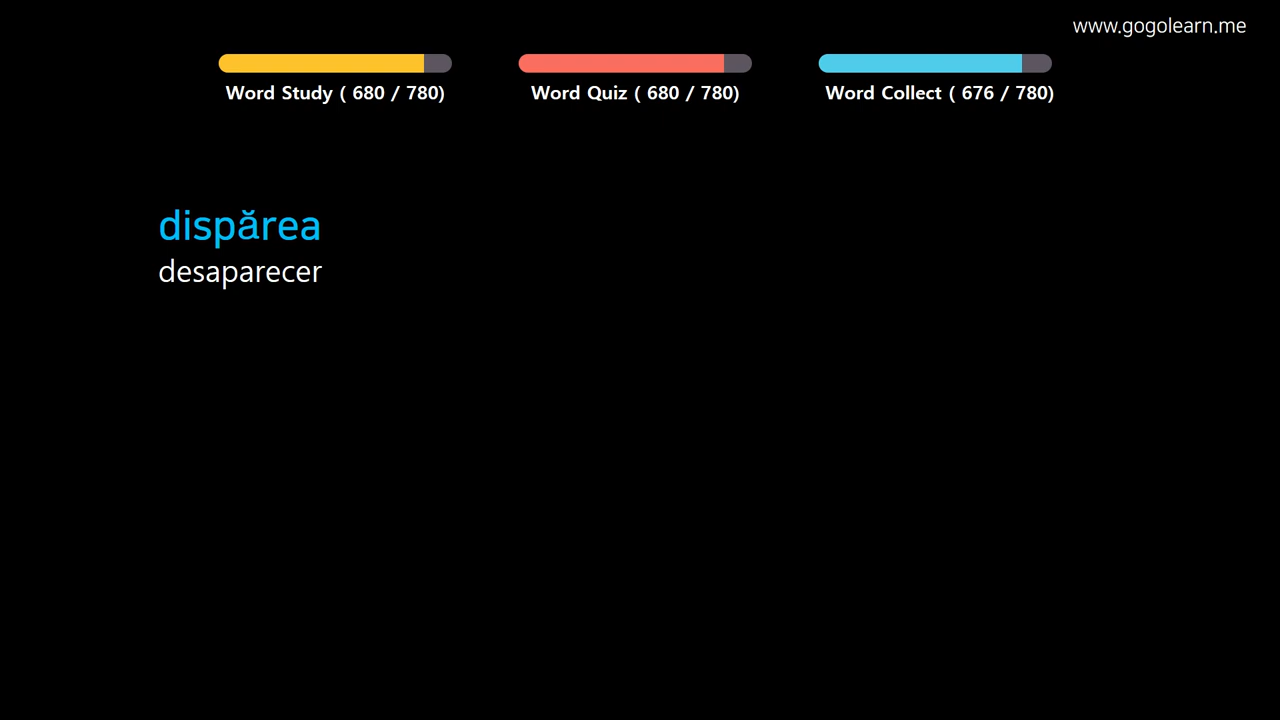 www.gogolearn.me
Word Study ( 680 / 780)
Word Quiz ( 680 / 780)
Word Collect ( 676 / 780)
dispărea
desaparecer